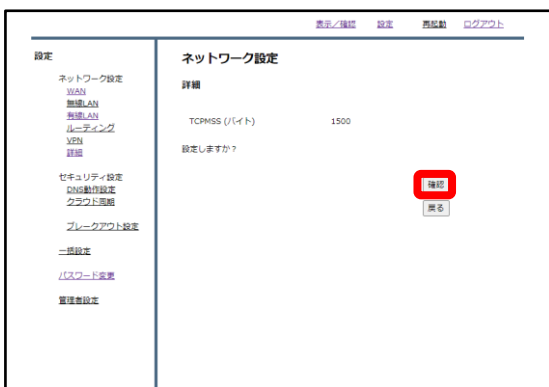 表示／確認 設定 再起動 ログアウト
設定
ネットワーク設定
WAN
無線LAN
有線LAN
ルーティング
VPN
詳細
セキュリティ設定
DNS動作設定
クラウド同期
ブレークアウト設定
一括設定
パスワード変更
管理者設定
ネットワーク設定
詳細
TCPMSS (バイト) 1500
設定しますか？
確認
戻る